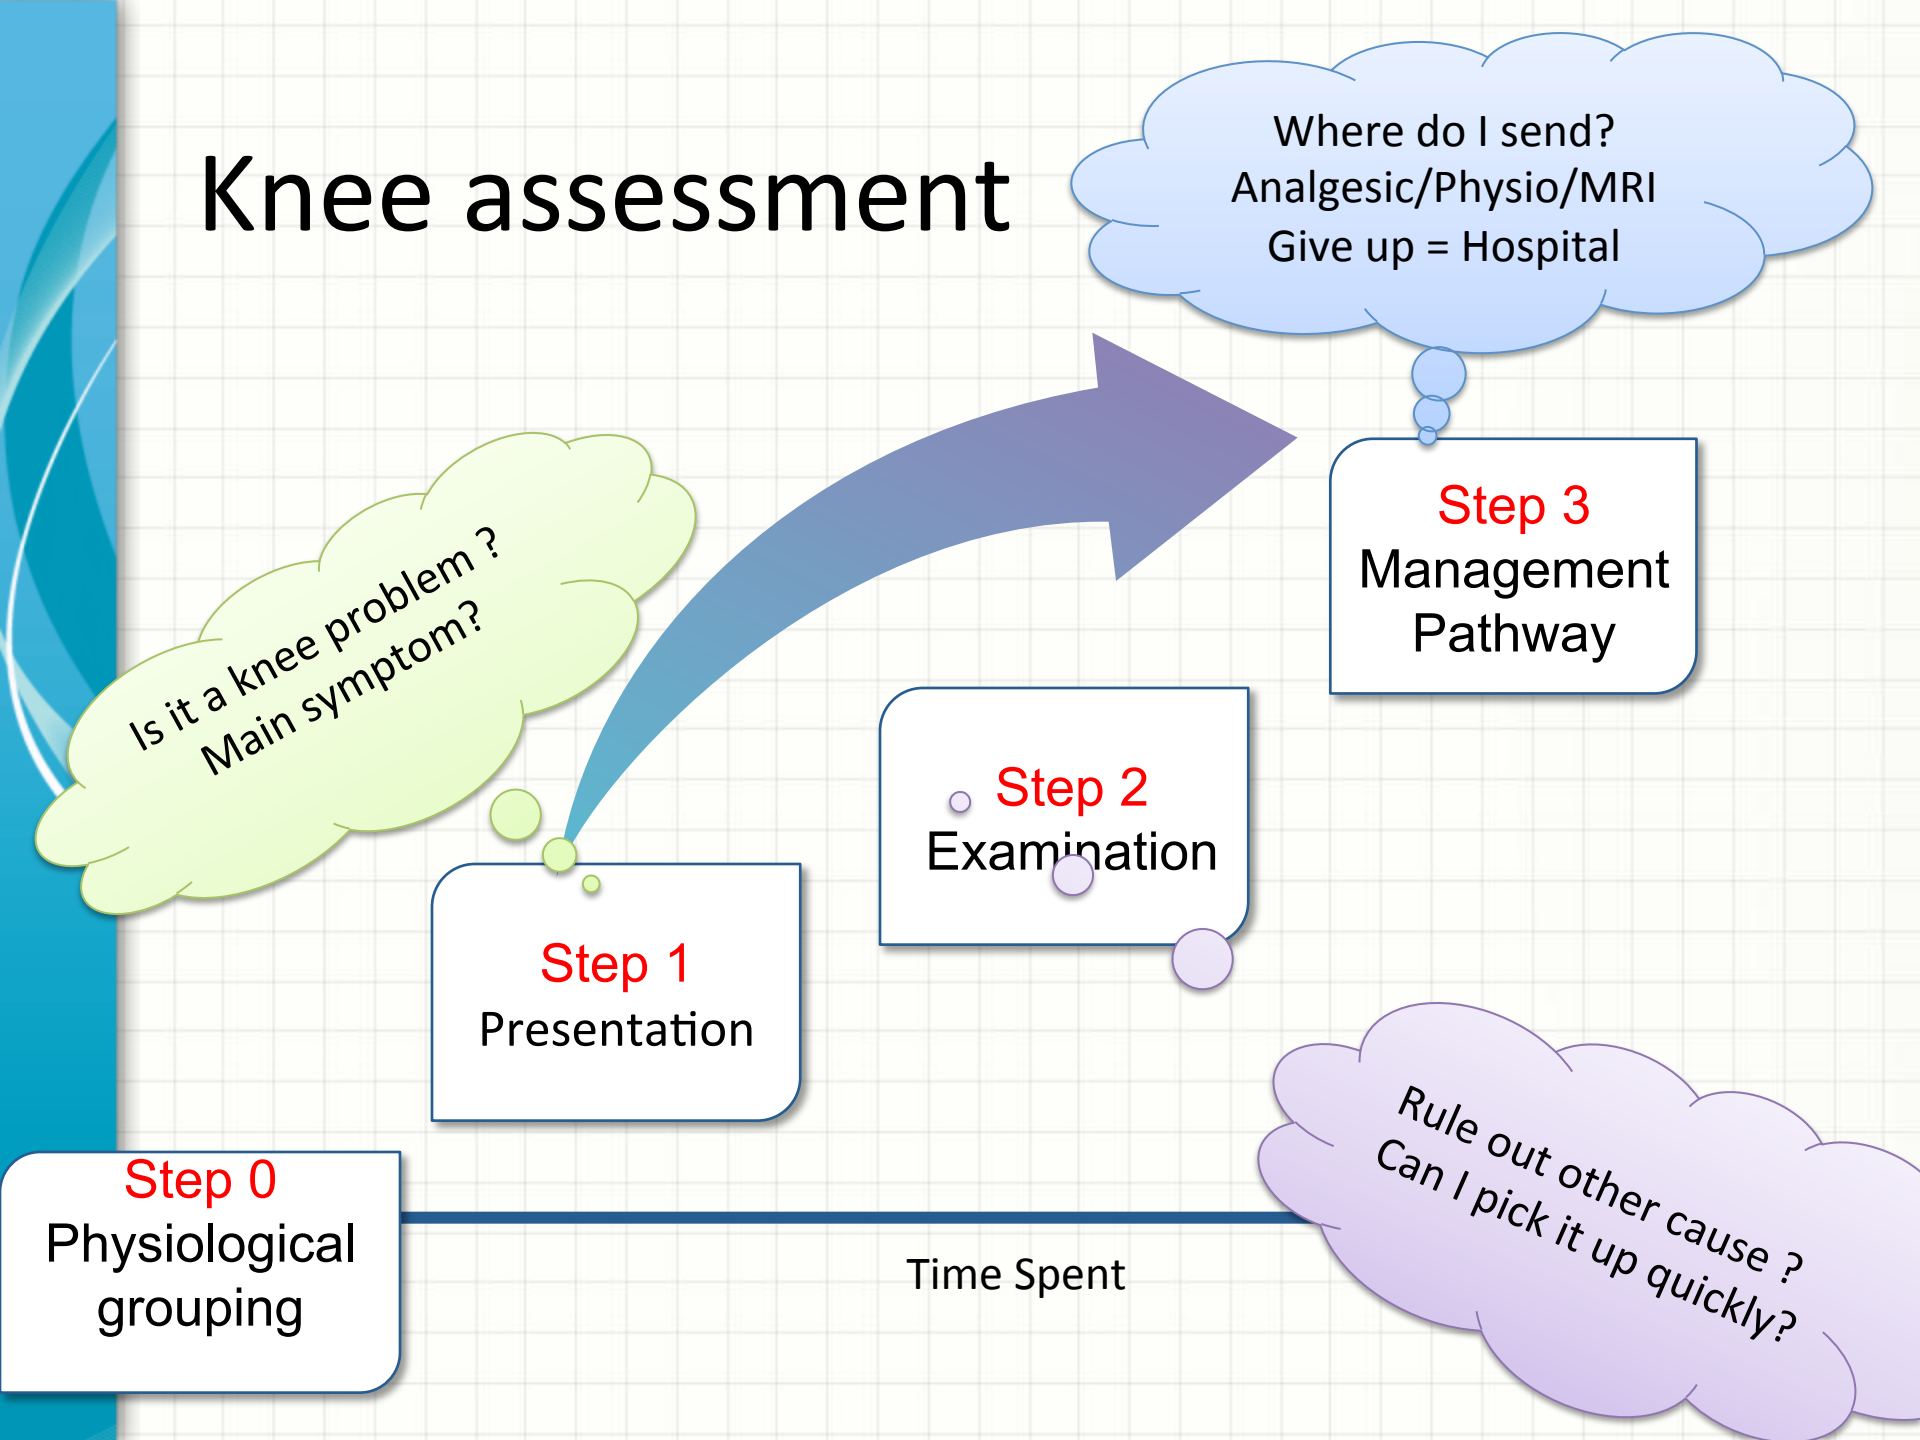 Knee assessment
Where do I send?
Analgesic/Physio/MRI
Give up = Hospital
Is it a knee problem ?
Main symptom?
Step 3
Management
Pathway
Step 2
Examination
Step 1
Presentation
Step 0
Physiological
grouping
Time Spent
Rule out other cause ?
Can I pick it up quickly?